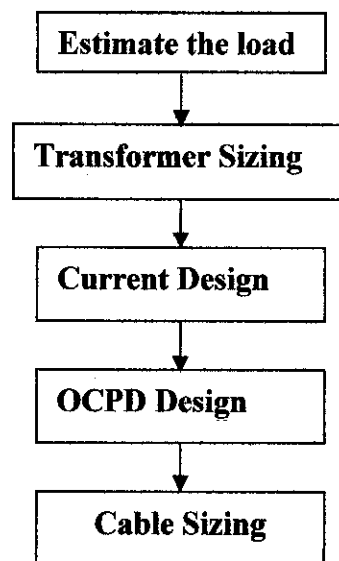 Estimate the load
Transformer Sizing
Current Design
OCPD Design
Cable Sizing